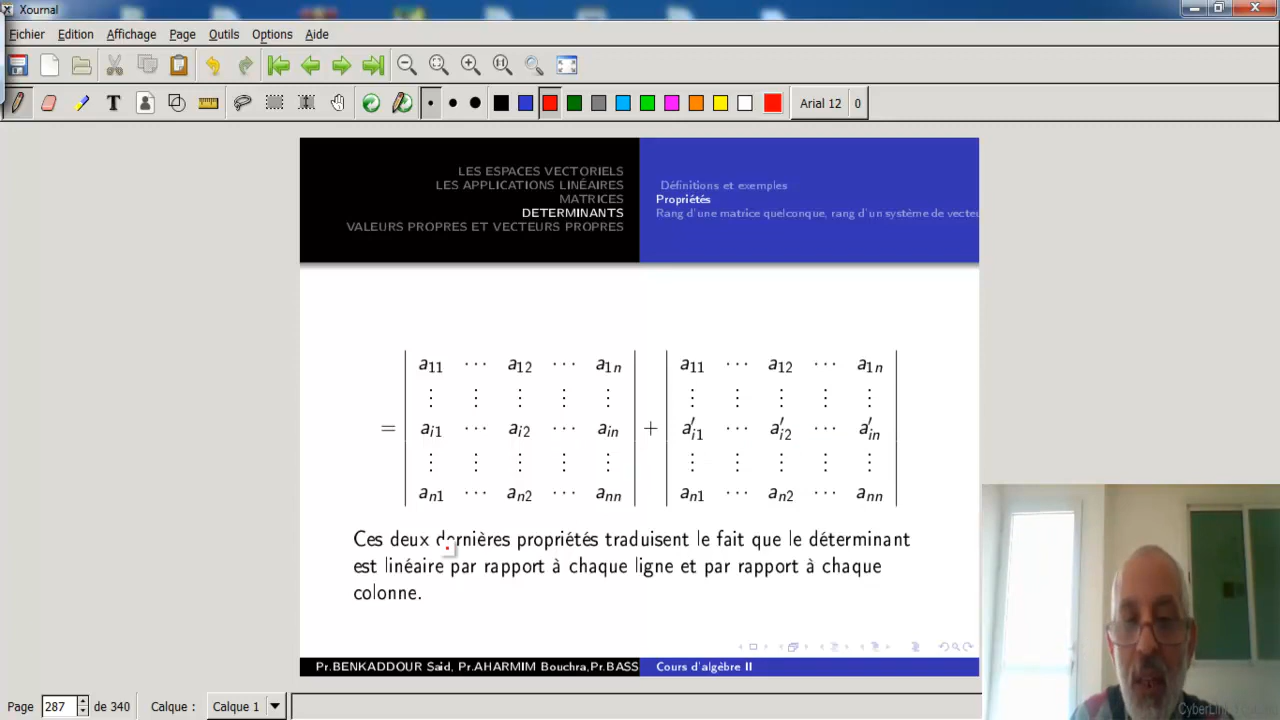 Xournal
Fichier Edition Affichage Page Outils Options Aide
T Arial 12 0
LES ESPACES VECTORIELS
LES APPLICATIONS LINÉAIRES
MATRICES
DETERMINANTS
VALEURS PROPRES ET VECTEURS PROPRES
Définitions et exemples
Propriétés
Rang d'une matrice quelconque, rang d'un système de vecteu
a11 ⋯ a12 ⋯ a1n a11 ⋯ a12 ⋯ a1n
⋮ ⋮ ⋮ ⋮ ⋮ ⋮ ⋮ ⋮ ⋮ ⋮
= ai1 ⋯ ai2 ⋯ ain + a′i1 ⋯ a′i2 ⋯ a′in
⋮ ⋮ ⋮ ⋮ ⋮ ⋮ ⋮ ⋮ ⋮ ⋮
an1 ⋯ an2 ⋯ ann an1 ⋯ an2 ⋯ ann
Ces deux dernières propriétés traduisent le fait que le déterminant
est linéaire par rapport à chaque ligne et par rapport à chaque
colonne.
Pr.BENKADDOUR Said, Pr.AHARMIM Bouchra,Pr.BASS Cours d'algèbre II
Page 287 de 340 Calque : Calque 1